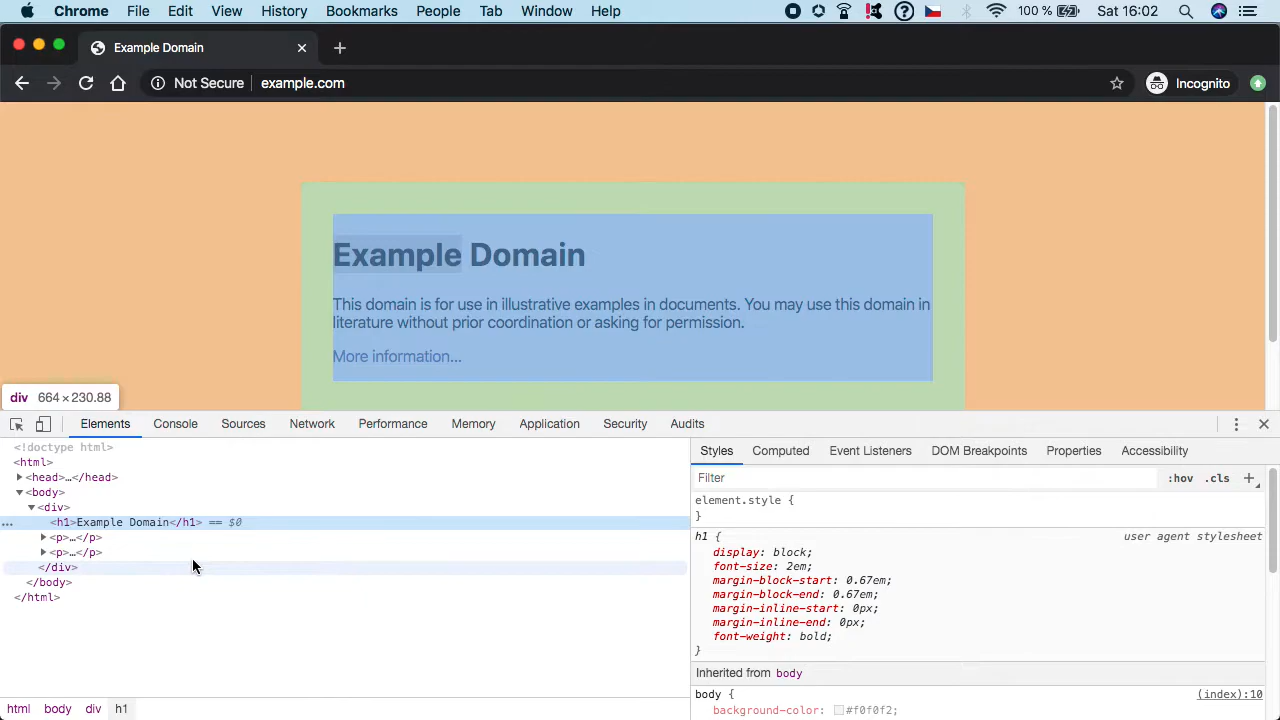 Chrome File Edit View History Bookmarks People Tab Window Help 100 % Sat 16:02
Example Domain
Not Secure example.com Incognito
Example Domain
This domain is for use in illustrative examples in documents. You may use this domain in
literature without prior coordination or asking for permission.
More information...
div 664 × 230.88
Elements Console Sources Network Performance Memory Application Security Audits
<!doctype html>
<html>
<head>…</head>
<body>
<div>
<h1>Example Domain</h1> == $0
<p>…</p>
<p>…</p>
</div>
</body>
</html>
html body div h1
Styles Computed Event Listeners DOM Breakpoints Properties Accessibility
Filter :hov .cls
element.style {
}
h1 { user agent stylesheet
display: block;
font-size: 2em;
margin-block-start: 0.67em;
margin-block-end: 0.67em;
margin-inline-start: 0px;
margin-inline-end: 0px;
font-weight: bold;
}
Inherited from body
body { (index):10
background-color: #f0f0f2;